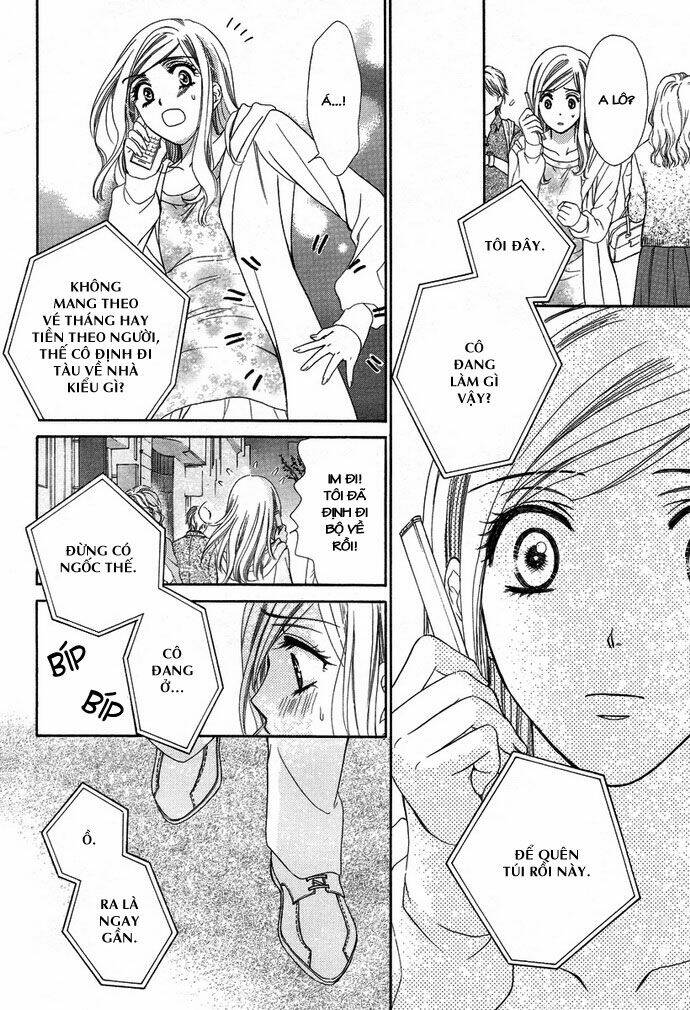 A LÔ?
TÔI ĐÂY.
CÔ
ĐANG
LÀM GÌ
VẬY?
ĐỂ QUÊN
TÚI RỒI NÀY.
Á...!
KHÔNG
MANG THEO
VÉ THÁNG HAY
TIỀN THEO NGƯỜI,
THẾ CÔ ĐỊNH ĐI
TÀU VỀ NHÀ
KIỂU GÌ?
IM ĐI!
TÔI ĐÃ
ĐỊNH ĐI
BỘ VỀ
RỒI!
ĐỪNG CÓ
NGỐC THẾ.
CÔ
ĐANG
Ở...
BÍP
BÍP
Ồ.
RA LÀ
NGAY
GẦN.